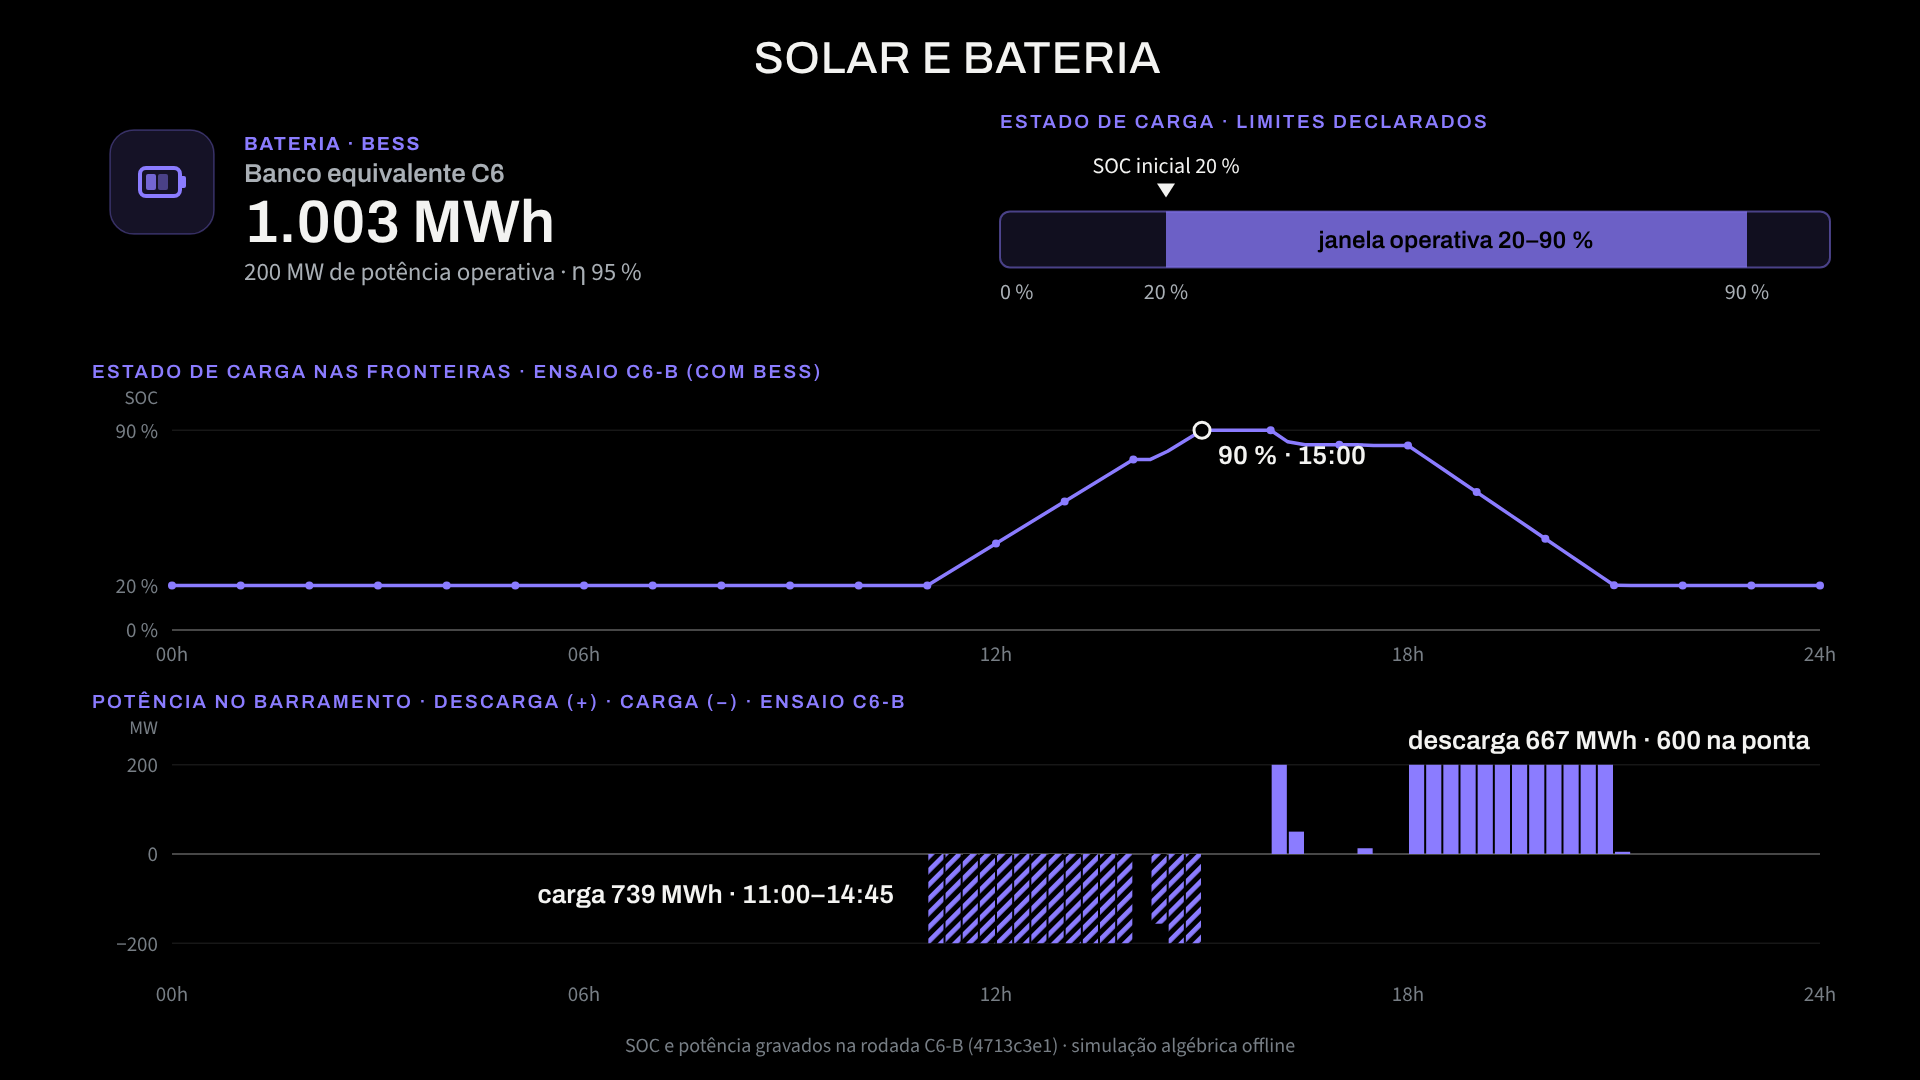 SOLAR E BATERIA
BATERIA · BESS
Banco equivalente C6
1.003 MWh
200 MW de potência operativa · η 95 %
ESTADO DE CARGA · LIMITES DECLARADOS
SOC inicial 20 %
janela operativa 20–90 %
0 %
20 %
90 %
ESTADO DE CARGA NAS FRONTEIRAS · ENSAIO C6-B (COM BESS)
SOC
90 %
90 % · 15:00
20 %
0 %
00h
06h
12h
18h
24h
POTÊNCIA NO BARRAMENTO · DESCARGA (+) · CARGA (−) · ENSAIO C6-B
MW
descarga 667 MWh · 600 na ponta
200
0
carga 739 MWh · 11:00–14:45
−200
00h
06h
12h
18h
24h
SOC e potência gravados na rodada C6-B (4713c3e1) · simulação algébrica offline